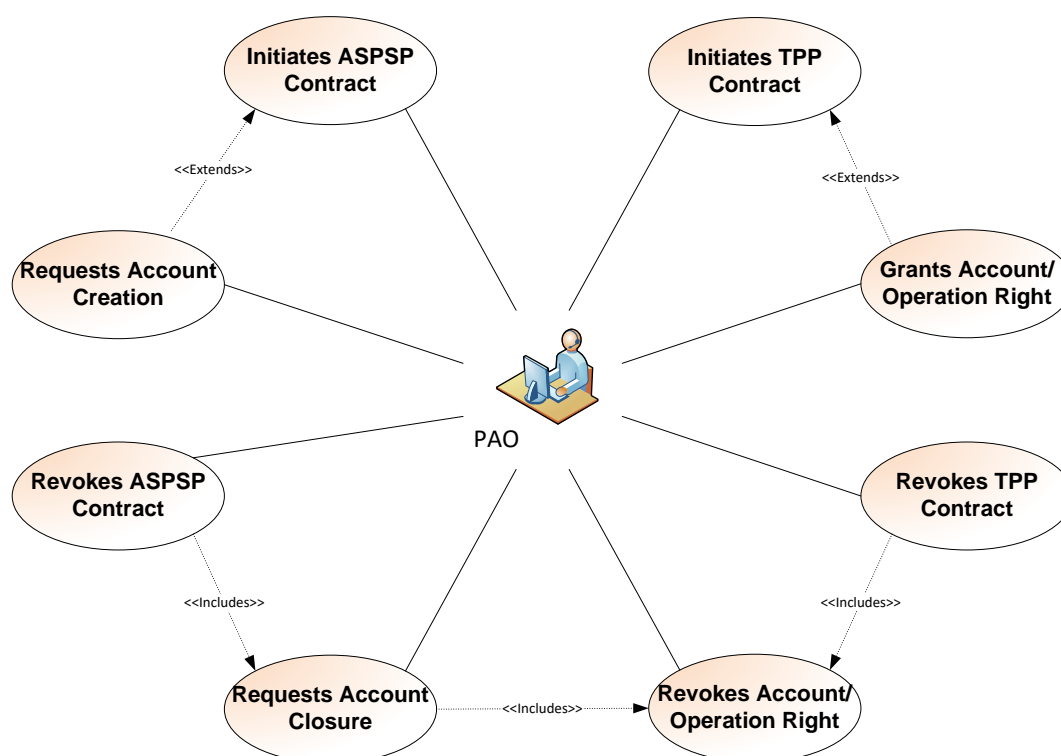 Initiates ASPSP
Contract
Initiates TPP
Contract
<<Extends>>
<<Extends>>
Requests Account
Creation
Grants Account/
Operation Right
PAO
Revokes ASPSP
Contract
Revokes TPP
Contract
<<Includes>>
<<Includes>>
Requests Account
Closure
<<Includes>>
Revokes Account/
Operation Right